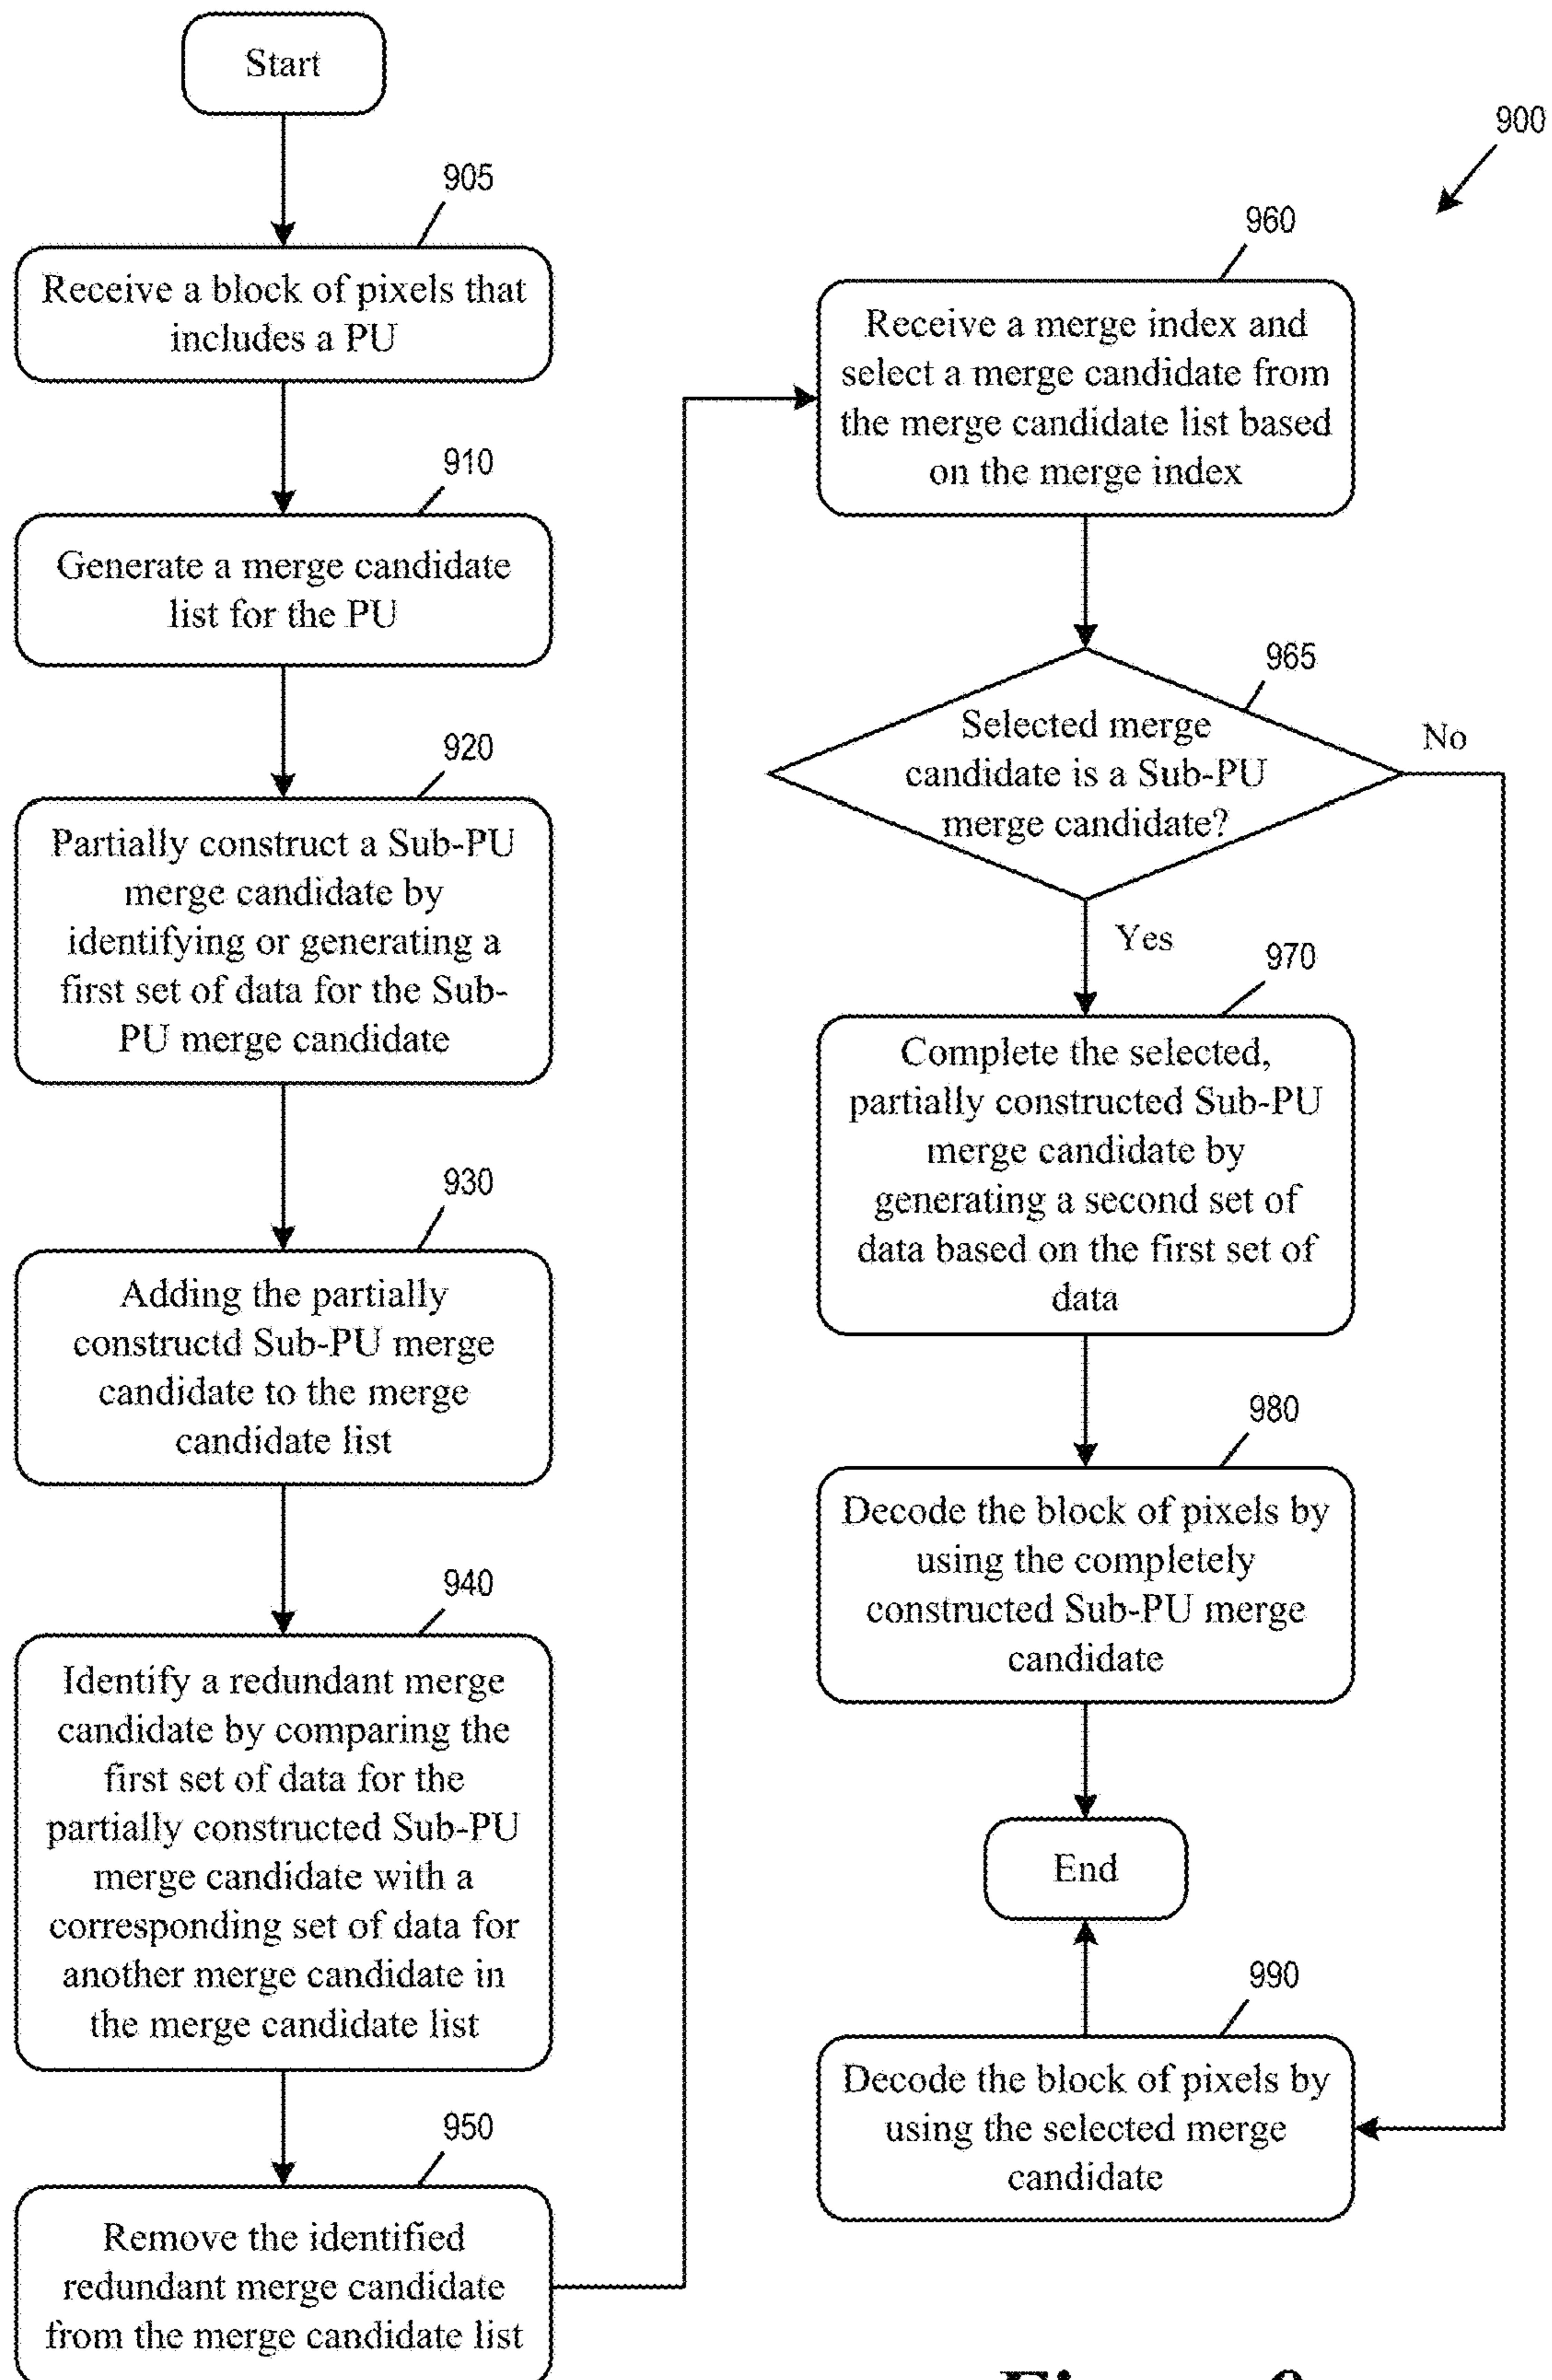 Start
905
Receive a block of pixels that
includes a PU
910
Generate a merge candidate
list for the PU
920
Partially construct a Sub-PU
merge candidate by
identifying or generating a
first set of data for the Sub-
PU merge candidate
930
Adding the partially
constructd Sub-PU merge
candidate to the merge
candidate list
940
Identify a redundant merge
candidate by comparing the
first set of data for the
partially constructed Sub-PU
merge candidate with a
corresponding set of data for
another merge candidate in
the merge candidate list
950
Remove the identified
redundant merge candidate
from the merge candidate list
900
960
Receive a merge index and
select a merge candidate from
the merge candidate list based
on the merge index
965
Selected merge
candidate is a Sub-PU
merge candidate?
No
Yes
970
Complete the selected,
partially constructed Sub-PU
merge candidate by
generating a second set of
data based on the first set of
data
980
Decode the block of pixels by
using the completely
constructed Sub-PU merge
candidate
End
990
Decode the block of pixels by
using the selected merge
candidate